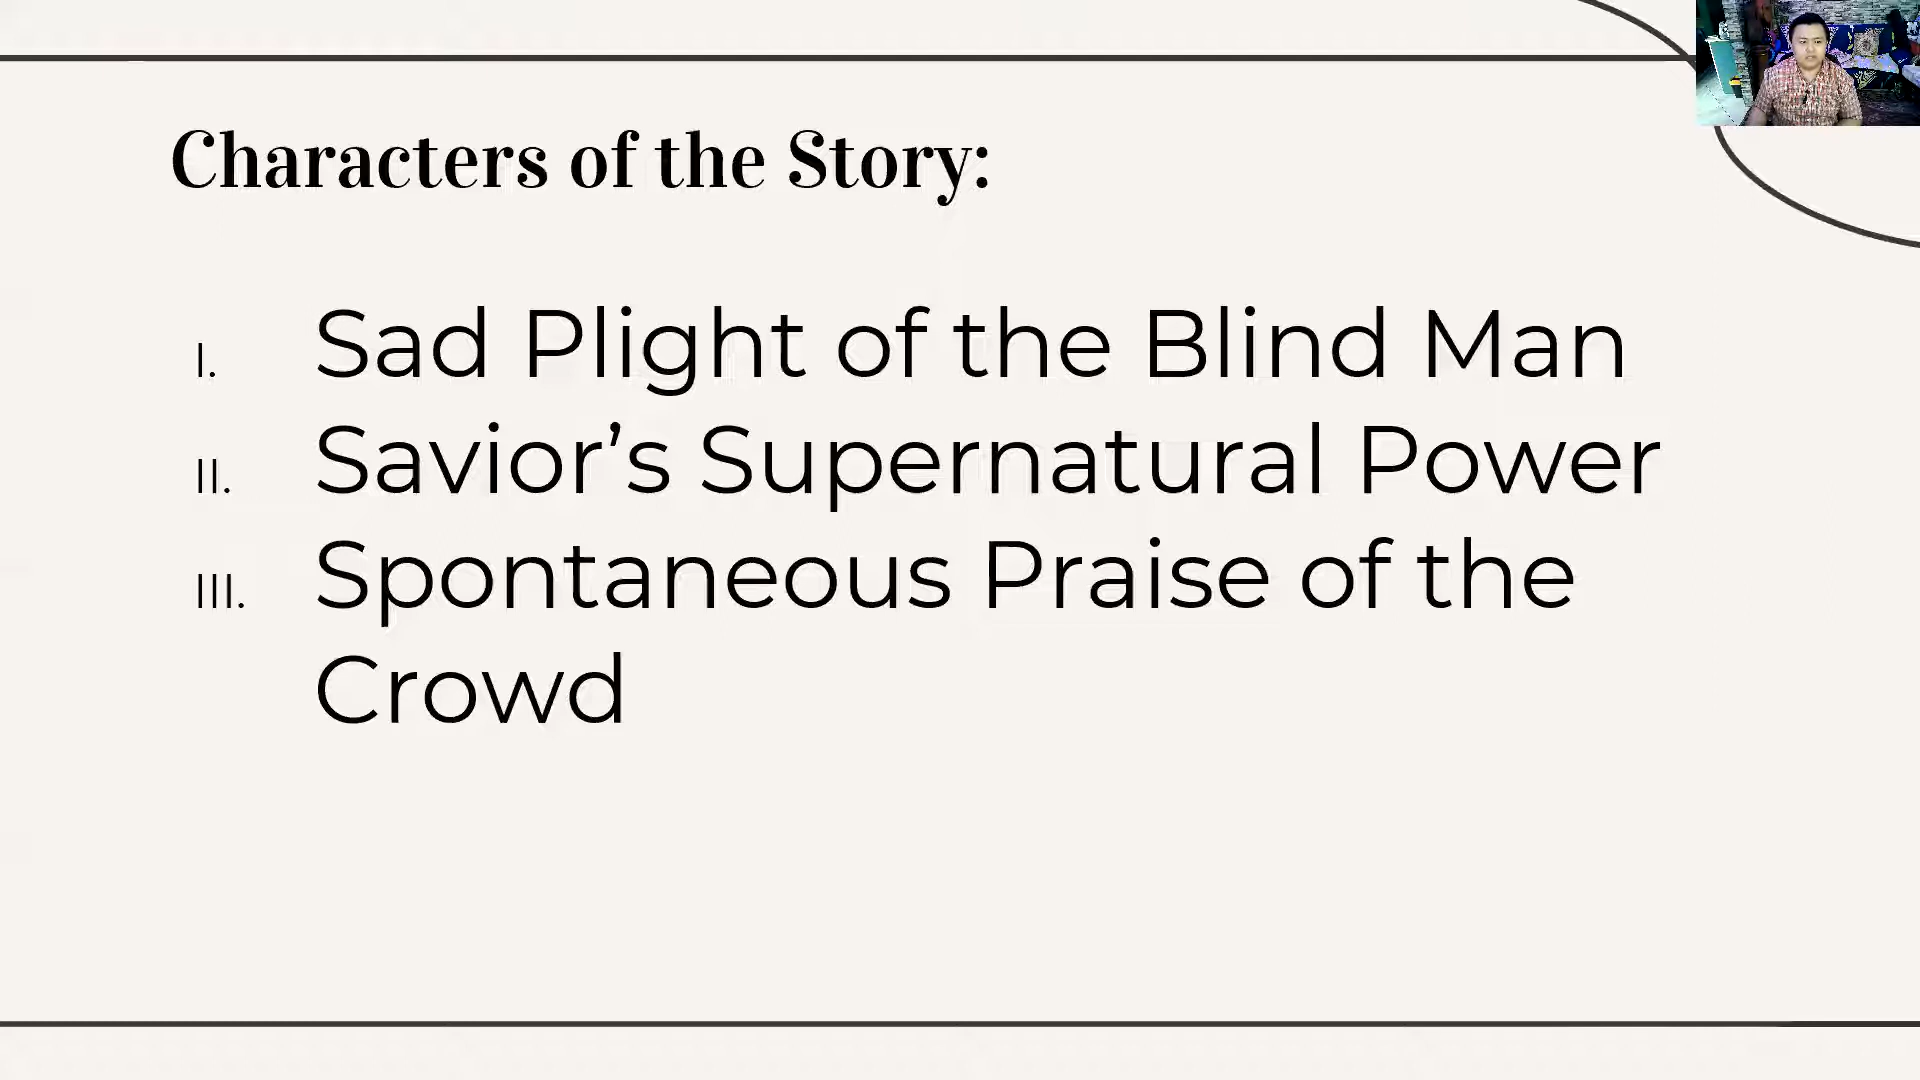 Characters of the Story:
I. Sad Plight of the Blind Man
II. Savior’s Supernatural Power
III. Spontaneous Praise of the
Crowd